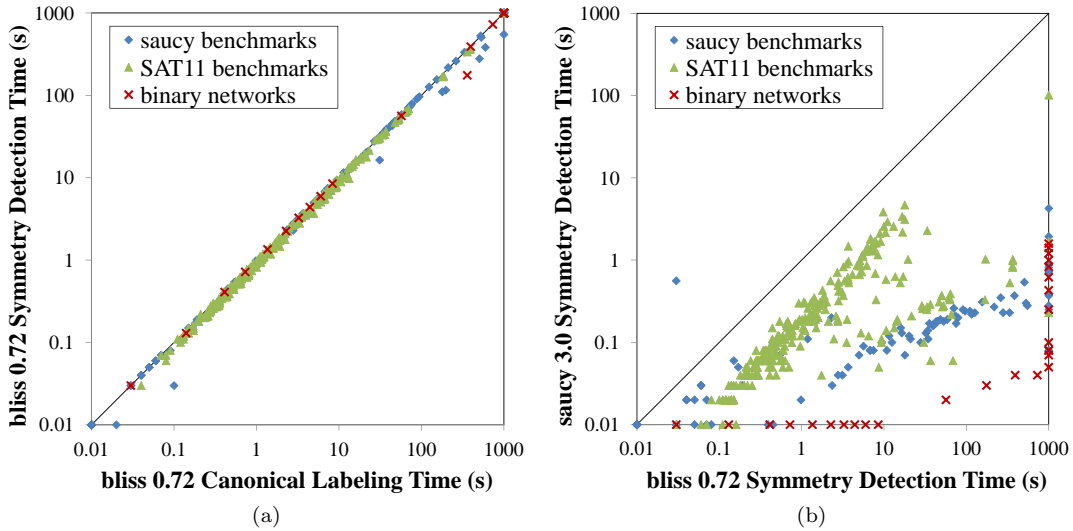 bliss 0.72 Symmetry Detection Time (s)
1000
100
10
1
0.1
0.01
saucy benchmarks
SAT11 benchmarks
binary networks
0.01 0.1 1 10 100 1000
bliss 0.72 Canonical Labeling Time (s)
(a)
saucy 3.0 Symmetry Detection Time (s)
1000
100
10
1
0.1
0.01
saucy benchmarks
SAT11 benchmarks
binary networks
0.01 0.1 1 10 100 1000
bliss 0.72 Symmetry Detection Time (s)
(b)